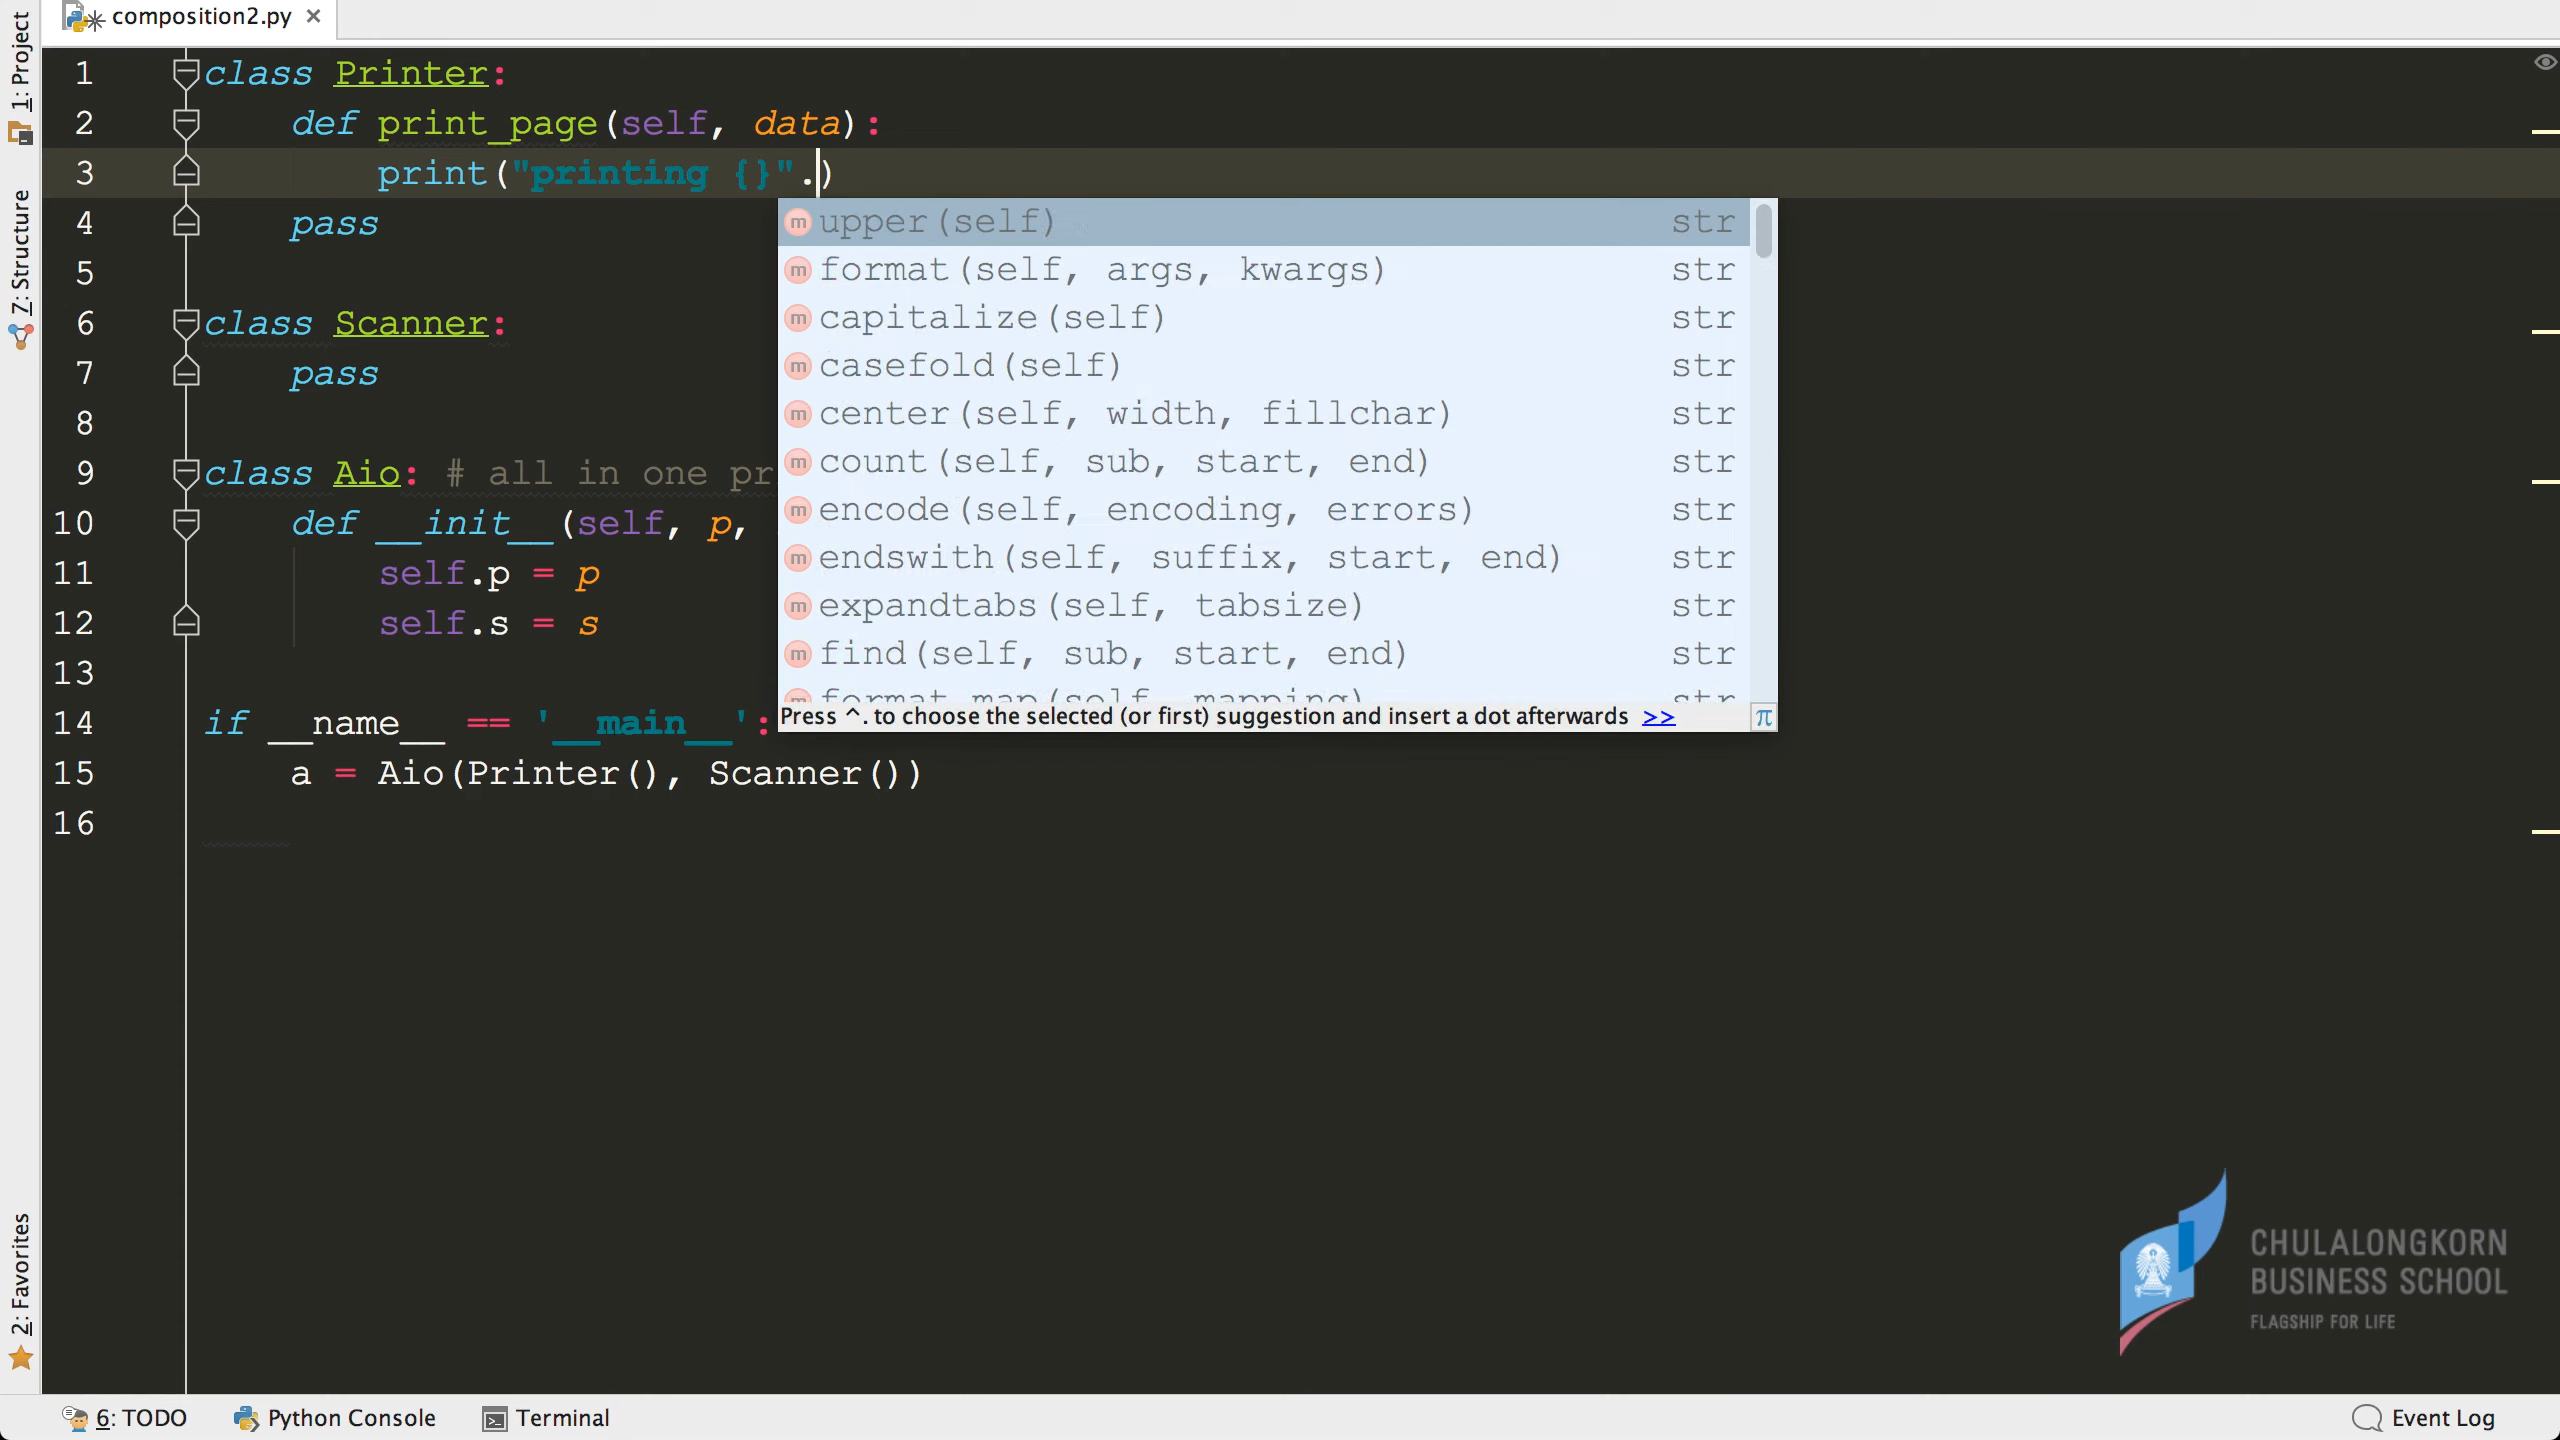 composition2.py
1: Project
7: Structure
2: Favorites
1 class Printer:
2 def print_page(self, data):
3 print("printing {}".)
4 pass
5
6 class Scanner:
7 pass
8
9 class Aio: # all in one pr
10 def __init__(self, p,
11 self.p = p
12 self.s = s
13
14 if __name__ == '__main__':
15 a = Aio(Printer(), Scanner())
16
m upper(self) str
m format(self, args, kwargs) str
m capitalize(self) str
m casefold(self) str
m center(self, width, fillchar) str
m count(self, sub, start, end) str
m encode(self, encoding, errors) str
m endswith(self, suffix, start, end) str
m expandtabs(self, tabsize) str
m find(self, sub, start, end) str
m format_map(self, mapping) str
Press ^. to choose the selected (or first) suggestion and insert a dot afterwards >> π
CHULALONGKORN
BUSINESS SCHOOL
FLAGSHIP FOR LIFE
6: TODO
Python Console
Terminal
Event Log